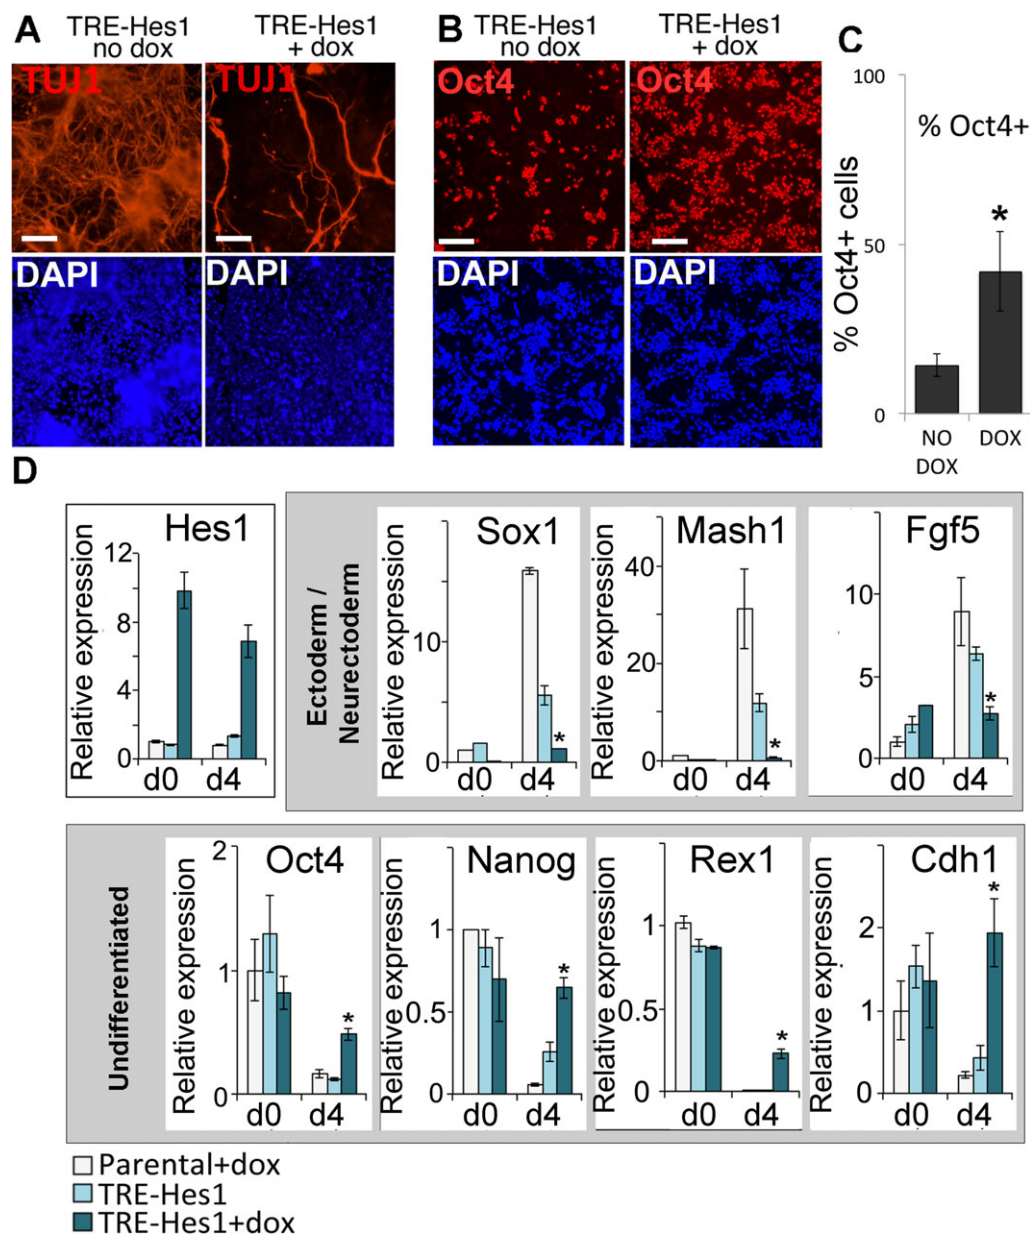 A
TRE-Hes1
no dox
TRE-Hes1
+ dox
TUJ1
TUJ1
DAPI
DAPI
B
TRE-Hes1
no dox
TRE-Hes1
+ dox
Oct4
Oct4
DAPI
DAPI
C
% Oct4+
% Oct4+ cells
100
50
0
*
NO
DOX
DOX
D
Hes1
Relative expression
12
8
4
0
d0
d4
Ectoderm /
Neurectoderm
Sox1
Relative expression
10
0
*
d0
d4
Mash1
Relative expression
40
20
0
*
d0
d4
Fgf5
Relative expression
10
5
0
*
d0
d4
Undifferentiated
Oct4
Relative expression
2
1
0
*
d0
d4
Nanog
Relative expression
1
0.5
0
*
d0
d4
Rex1
Relative expression
1
0.5
0
*
d0
d4
Cdh1
Relative expression
2
1
0
*
d0
d4
Parental+dox
TRE-Hes1
TRE-Hes1+dox